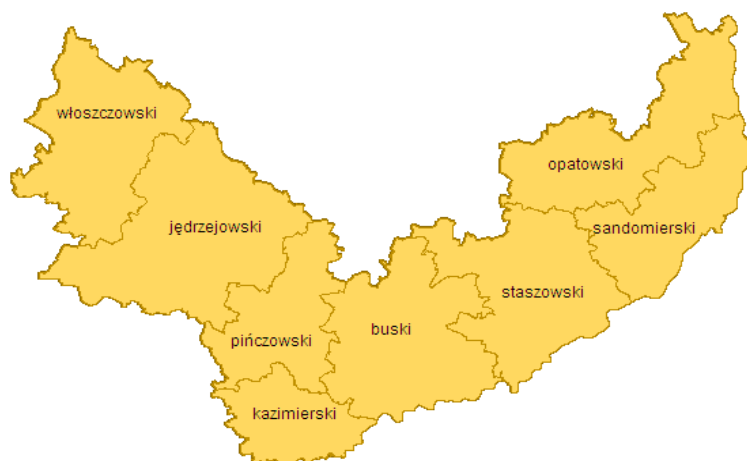 włoszczowski
opatowski
jędrzejowski
sandomierski
staszowski
buski
pińczowski
kazimierski